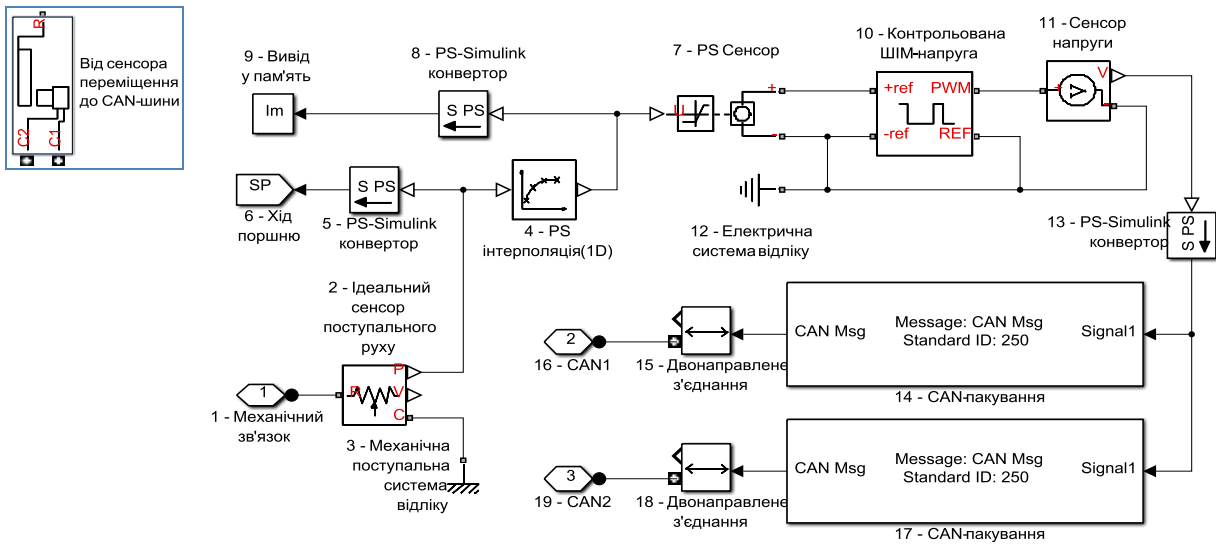 R
Від сенсора
переміщення
до CAN-шини
C2
C1
9 - Вивід
у пам'ять
Im
8 - PS-Simulink
конвертор
S PS
7 - PS Сенсор
U
+
-
10 - Контрольована
ШІМ-напруга
+ref PWM
-ref REF
11 - Сенсор
напруги
V
+
V
-
SP
6 - Хід
поршню
S PS
5 - PS-Simulink
конвертор
4 - PS
інтерполяція(1D)
12 - Електрична
система відліку
13 - PS-Simulink
конвертор
S PS
2 - Ідеальний
сенсор
поступального
руху
P
R
V
C
1
1 - Механічний
зв'язок
3 - Механічна
поступальна
система
відліку
2
16 - CAN1
15 - Двонаправлене
з'єднання
CAN Msg
Message: CAN Msg
Standard ID: 250
Signal1
14 - CAN-пакування
3
19 - CAN2
18 - Двонаправлене
з'єднання
CAN Msg
Message: CAN Msg
Standard ID: 250
Signal1
17 - CAN-пакування